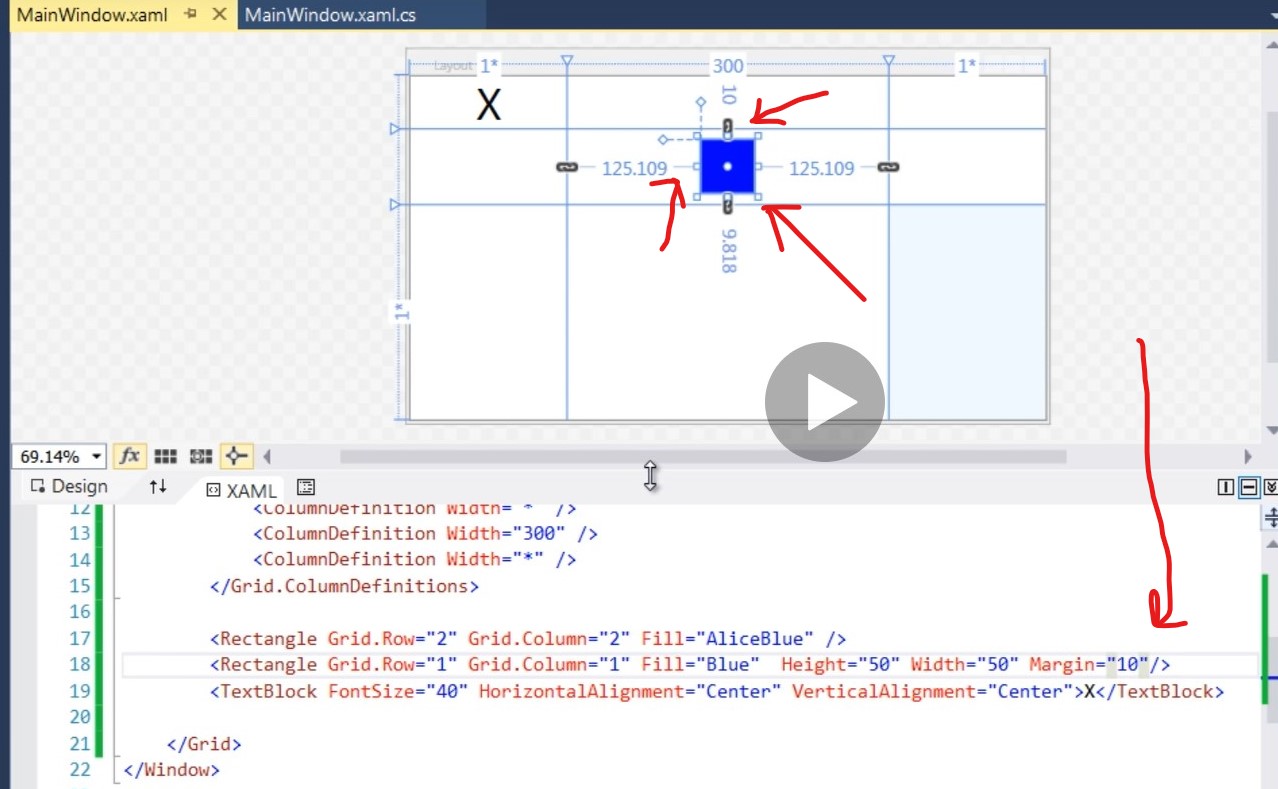 MainWindow.xaml
MainWindow.xaml.cs
Layout 1* 300 1*
10
X
125.109 125.109
9.818
1*
69.14% fx
Design XAML
12 <ColumnDefinition Width="*" />
13 <ColumnDefinition Width="300" />
14 <ColumnDefinition Width="*" />
15 </Grid.ColumnDefinitions>
16
17 <Rectangle Grid.Row="2" Grid.Column="2" Fill="AliceBlue" />
18 <Rectangle Grid.Row="1" Grid.Column="1" Fill="Blue"  Height="50" Width="50" Margin="10"/>
19 <TextBlock FontSize="40" HorizontalAlignment="Center" VerticalAlignment="Center">X</TextBlock>
20
21 </Grid>
22 </Window>